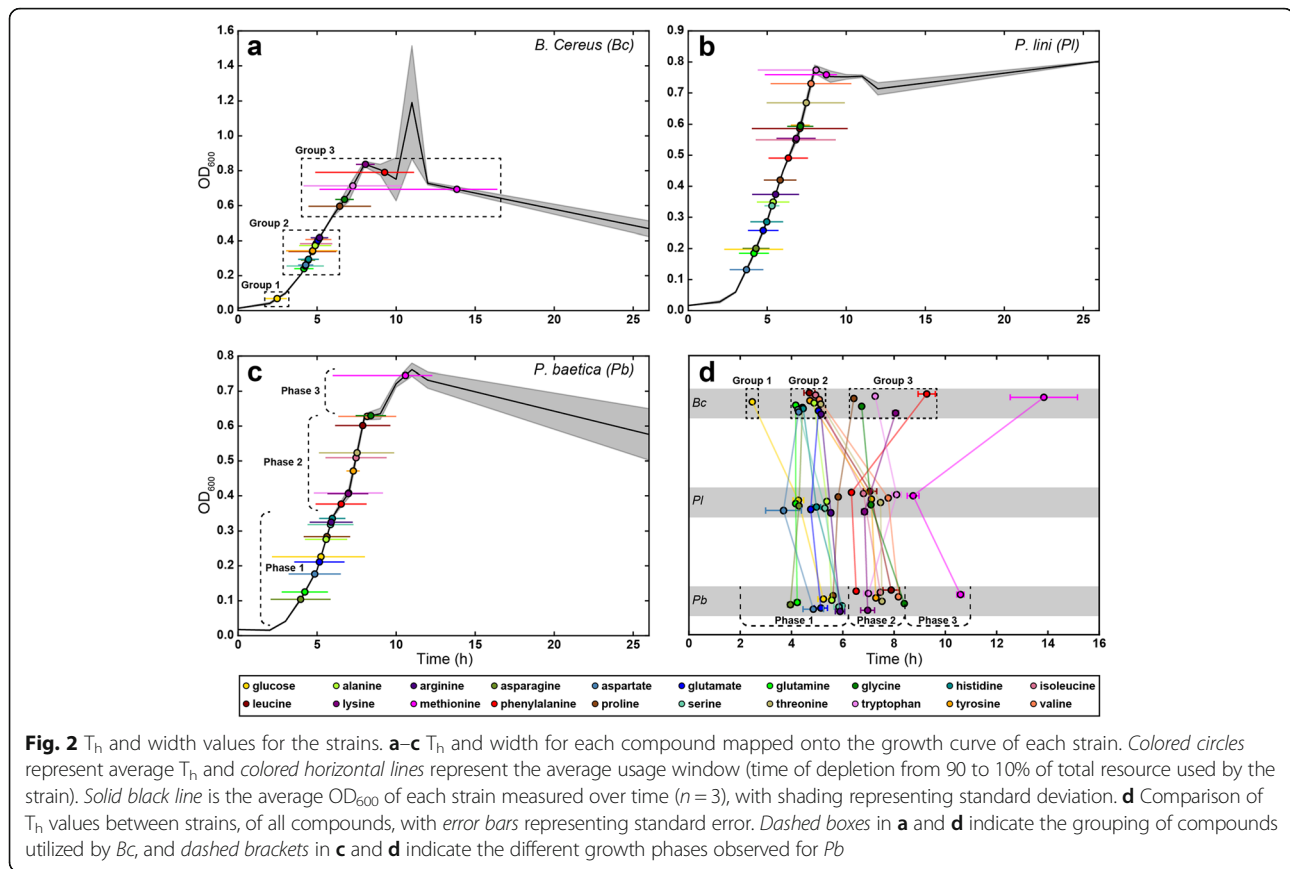 a
B. Cereus (Bc)
1.6
1.4
1.2
1.0
0.8
0.6
0.4
0.2
0.0
OD600
Group 3
Group 2
Group 1
0 5 10 15 20 25
b
P. lini (Pl)
0.9
0.8
0.7
0.6
0.5
0.4
0.3
0.2
0.1
0.0
0 5 10 15 20 25
c
P. baetica (Pb)
0.8
0.7
0.6
0.5
0.4
0.3
0.2
0.1
0.0
OD600
Phase 3
Phase 2
Phase 1
0 5 10 15 20 25
Time (h)
d
Group 1 Group 2 Group 3
Bc
Pl
Pb
Phase 1 Phase 2 Phase 3
0 2 4 6 8 10 12 14 16
Time (h)
glucose alanine arginine asparagine aspartate glutamate glutamine glycine histidine isoleucine
leucine lysine methionine phenylalanine proline serine threonine tryptophan tyrosine valine
Fig. 2 Th and width values for the strains. a–c Th and width for each compound mapped onto the growth curve of each strain. Colored circles
represent average Th and colored horizontal lines represent the average usage window (time of depletion from 90 to 10% of total resource used by the
strain). Solid black line is the average OD600 of each strain measured over time (n = 3), with shading representing standard deviation. d Comparison of
Th values between strains, of all compounds, with error bars representing standard error. Dashed boxes in a and d indicate the grouping of compounds
utilized by Bc, and dashed brackets in c and d indicate the different growth phases observed for Pb